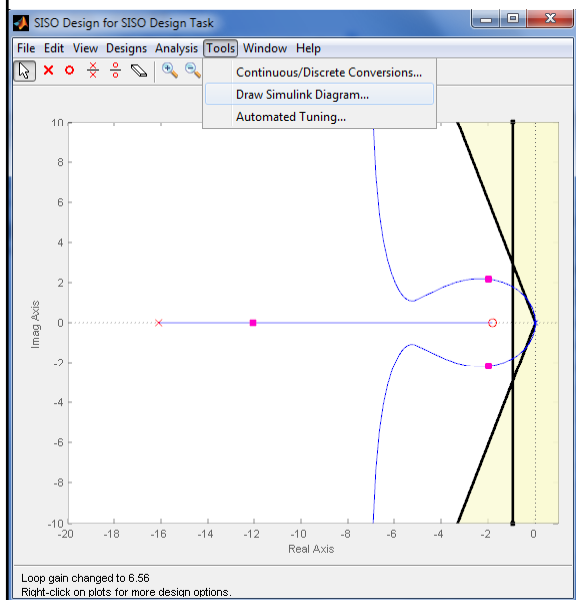 SISO Design for SISO Design Task
File Edit View Designs Analysis Tools Window Help
Continuous/Discrete Conversions...
Draw Simulink Diagram...
Automated Tuning...
10
8
6
4
2
0
-2
-4
-6
-8
-10
Imag Axis
-20 -18 -16 -14 -12 -10 -8 -6 -4 -2 0
Real Axis
Loop gain changed to 6.56
Right-click on plots for more design options.